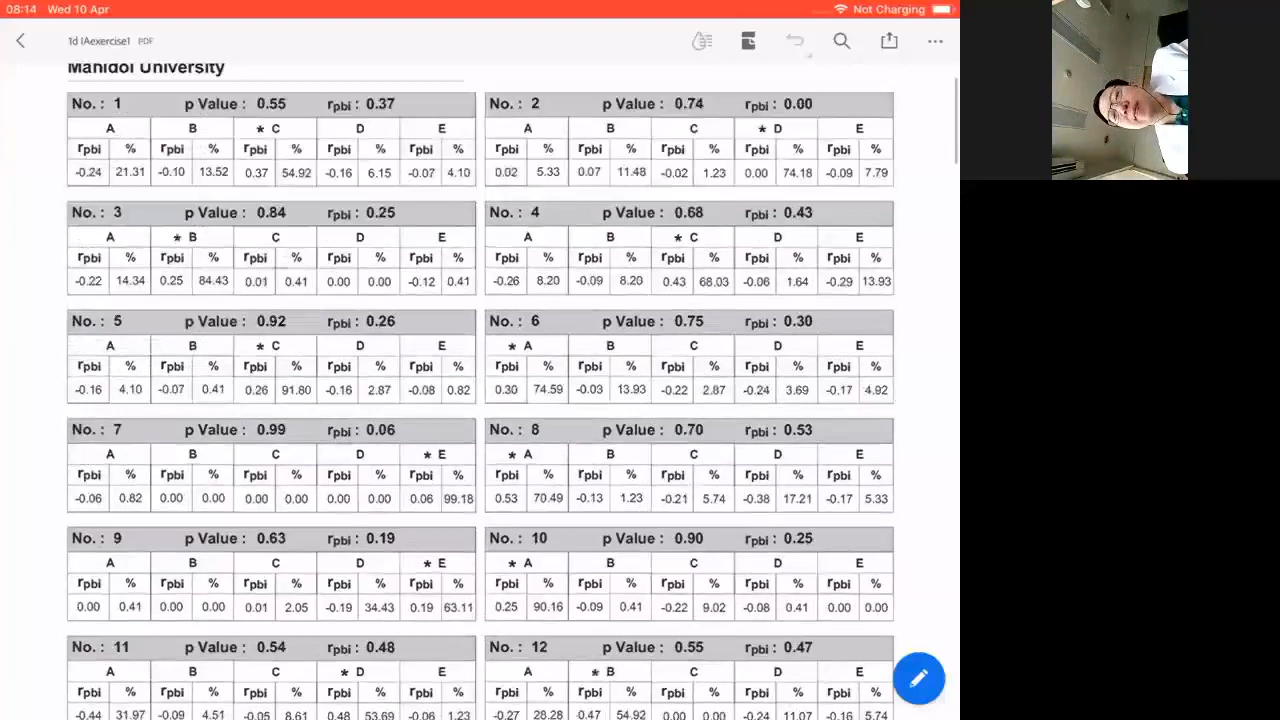 08:14 Wed 10 Apr Not Charging
1d IAexercise1 PDF
Mahidol University
No. : 1 p Value : 0.55 rpbi : 0.37
A B * C D E
rpbi % rpbi % rpbi % rpbi % rpbi %
-0.24 21.31 -0.10 13.52 0.37 54.92 -0.16 6.15 -0.07 4.10
No. : 2 p Value : 0.74 rpbi : 0.00
A B C * D E
rpbi % rpbi % rpbi % rpbi % rpbi %
0.02 5.33 0.07 11.48 -0.02 1.23 0.00 74.18 -0.09 7.79
No. : 3 p Value : 0.84 rpbi : 0.25
A * B C D E
rpbi % rpbi % rpbi % rpbi % rpbi %
-0.22 14.34 0.25 84.43 0.01 0.41 0.00 0.00 -0.12 0.41
No. : 4 p Value : 0.68 rpbi : 0.43
A B * C D E
rpbi % rpbi % rpbi % rpbi % rpbi %
-0.26 8.20 -0.09 8.20 0.43 68.03 -0.06 1.64 -0.29 13.93
No. : 5 p Value : 0.92 rpbi : 0.26
A B * C D E
rpbi % rpbi % rpbi % rpbi % rpbi %
-0.16 4.10 -0.07 0.41 0.26 91.80 -0.16 2.87 -0.08 0.82
No. : 6 p Value : 0.75 rpbi : 0.30
* A B C D E
rpbi % rpbi % rpbi % rpbi % rpbi %
0.30 74.59 -0.03 13.93 -0.22 2.87 -0.24 3.69 -0.17 4.92
No. : 7 p Value : 0.99 rpbi : 0.06
A B C D * E
rpbi % rpbi % rpbi % rpbi % rpbi %
-0.06 0.82 0.00 0.00 0.00 0.00 0.00 0.00 0.06 99.18
No. : 8 p Value : 0.70 rpbi : 0.53
* A B C D E
rpbi % rpbi % rpbi % rpbi % rpbi %
0.53 70.49 -0.13 1.23 -0.21 5.74 -0.38 17.21 -0.17 5.33
No. : 9 p Value : 0.63 rpbi : 0.19
A B C D * E
rpbi % rpbi % rpbi % rpbi % rpbi %
0.00 0.41 0.00 0.00 0.01 2.05 -0.19 34.43 0.19 63.11
No. : 10 p Value : 0.90 rpbi : 0.25
* A B C D E
rpbi % rpbi % rpbi % rpbi % rpbi %
0.25 90.16 -0.09 0.41 -0.22 9.02 -0.08 0.41 0.00 0.00
No. : 11 p Value : 0.54 rpbi : 0.48
A B C * D E
rpbi % rpbi % rpbi % rpbi % rpbi %
-0.44 31.97 -0.09 4.51 -0.05 8.61 0.48 53.69 -0.06 1.23
No. : 12 p Value : 0.55 rpbi : 0.47
A * B C D E
rpbi % rpbi % rpbi % rpbi % rpbi %
-0.27 28.28 0.47 54.92 0.00 0.00 -0.24 11.07 -0.16 5.74